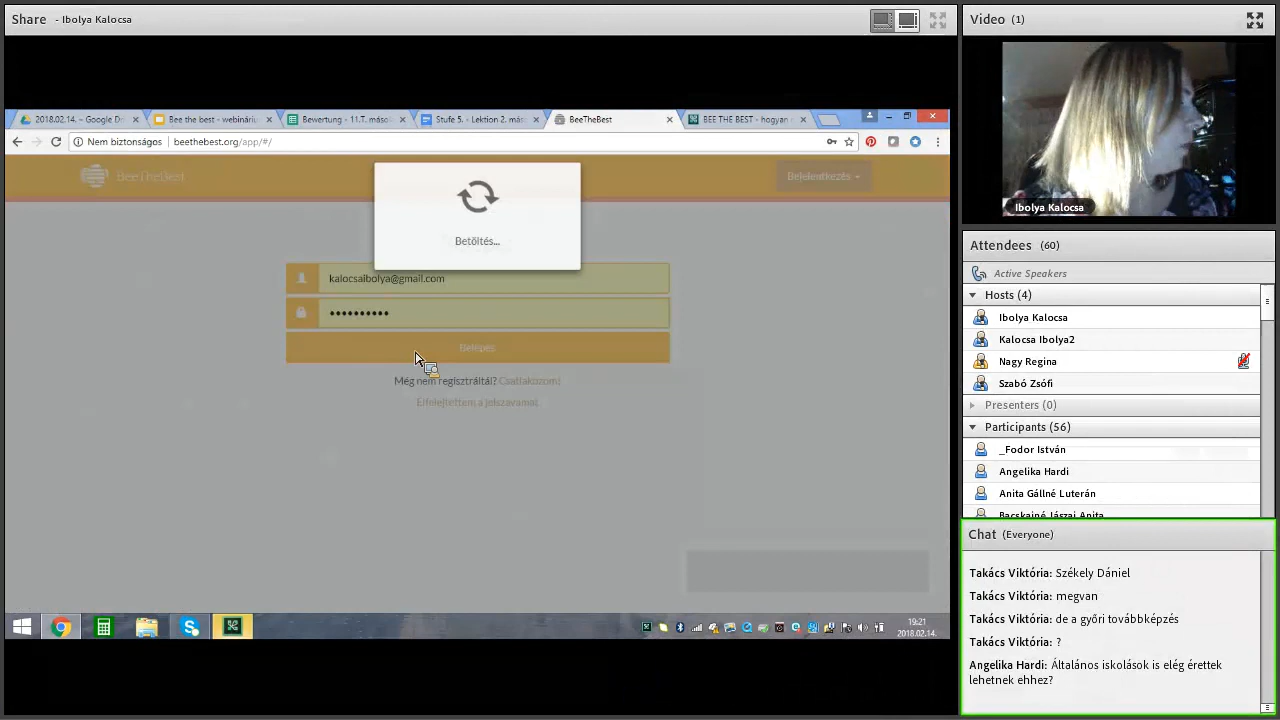 Share - Ibolya Kalocsa
2018.02.14. – Google D
Bee the best - webinár
Bewertung - 11.T. másol
Stufe 5. - Lektion 2. más
BeeTheBest
BEE THE BEST - hogyan
Nem biztonságos
beethebest.org/app/#/
BeeTheBest
Bejelentkezés
Betöltés...
kalocsaibolya@gmail.com
••••••••••
Belépés
Még nem regisztráltál? Csatlakozom!
Elfelejtettem a jelszavamat
19:21
2018.02.14.
Video (1)
Ibolya Kalocsa
Attendees (60)
Active Speakers
Hosts (4)
Ibolya Kalocsa
Kalocsa Ibolya2
Nagy Regina
Szabó Zsófi
Presenters (0)
Participants (56)
_Fodor István
Angelika Hardi
Anita Gállné Luterán
Bacskainé Jászai Anita
Chat (Everyone)
Takács Viktória: Székely Dániel
Takács Viktória: megvan
Takács Viktória: de a győri továbbképzés
Takács Viktória: ?
Angelika Hardi: Általános iskolások is elég érettek
lehetnek ehhez?